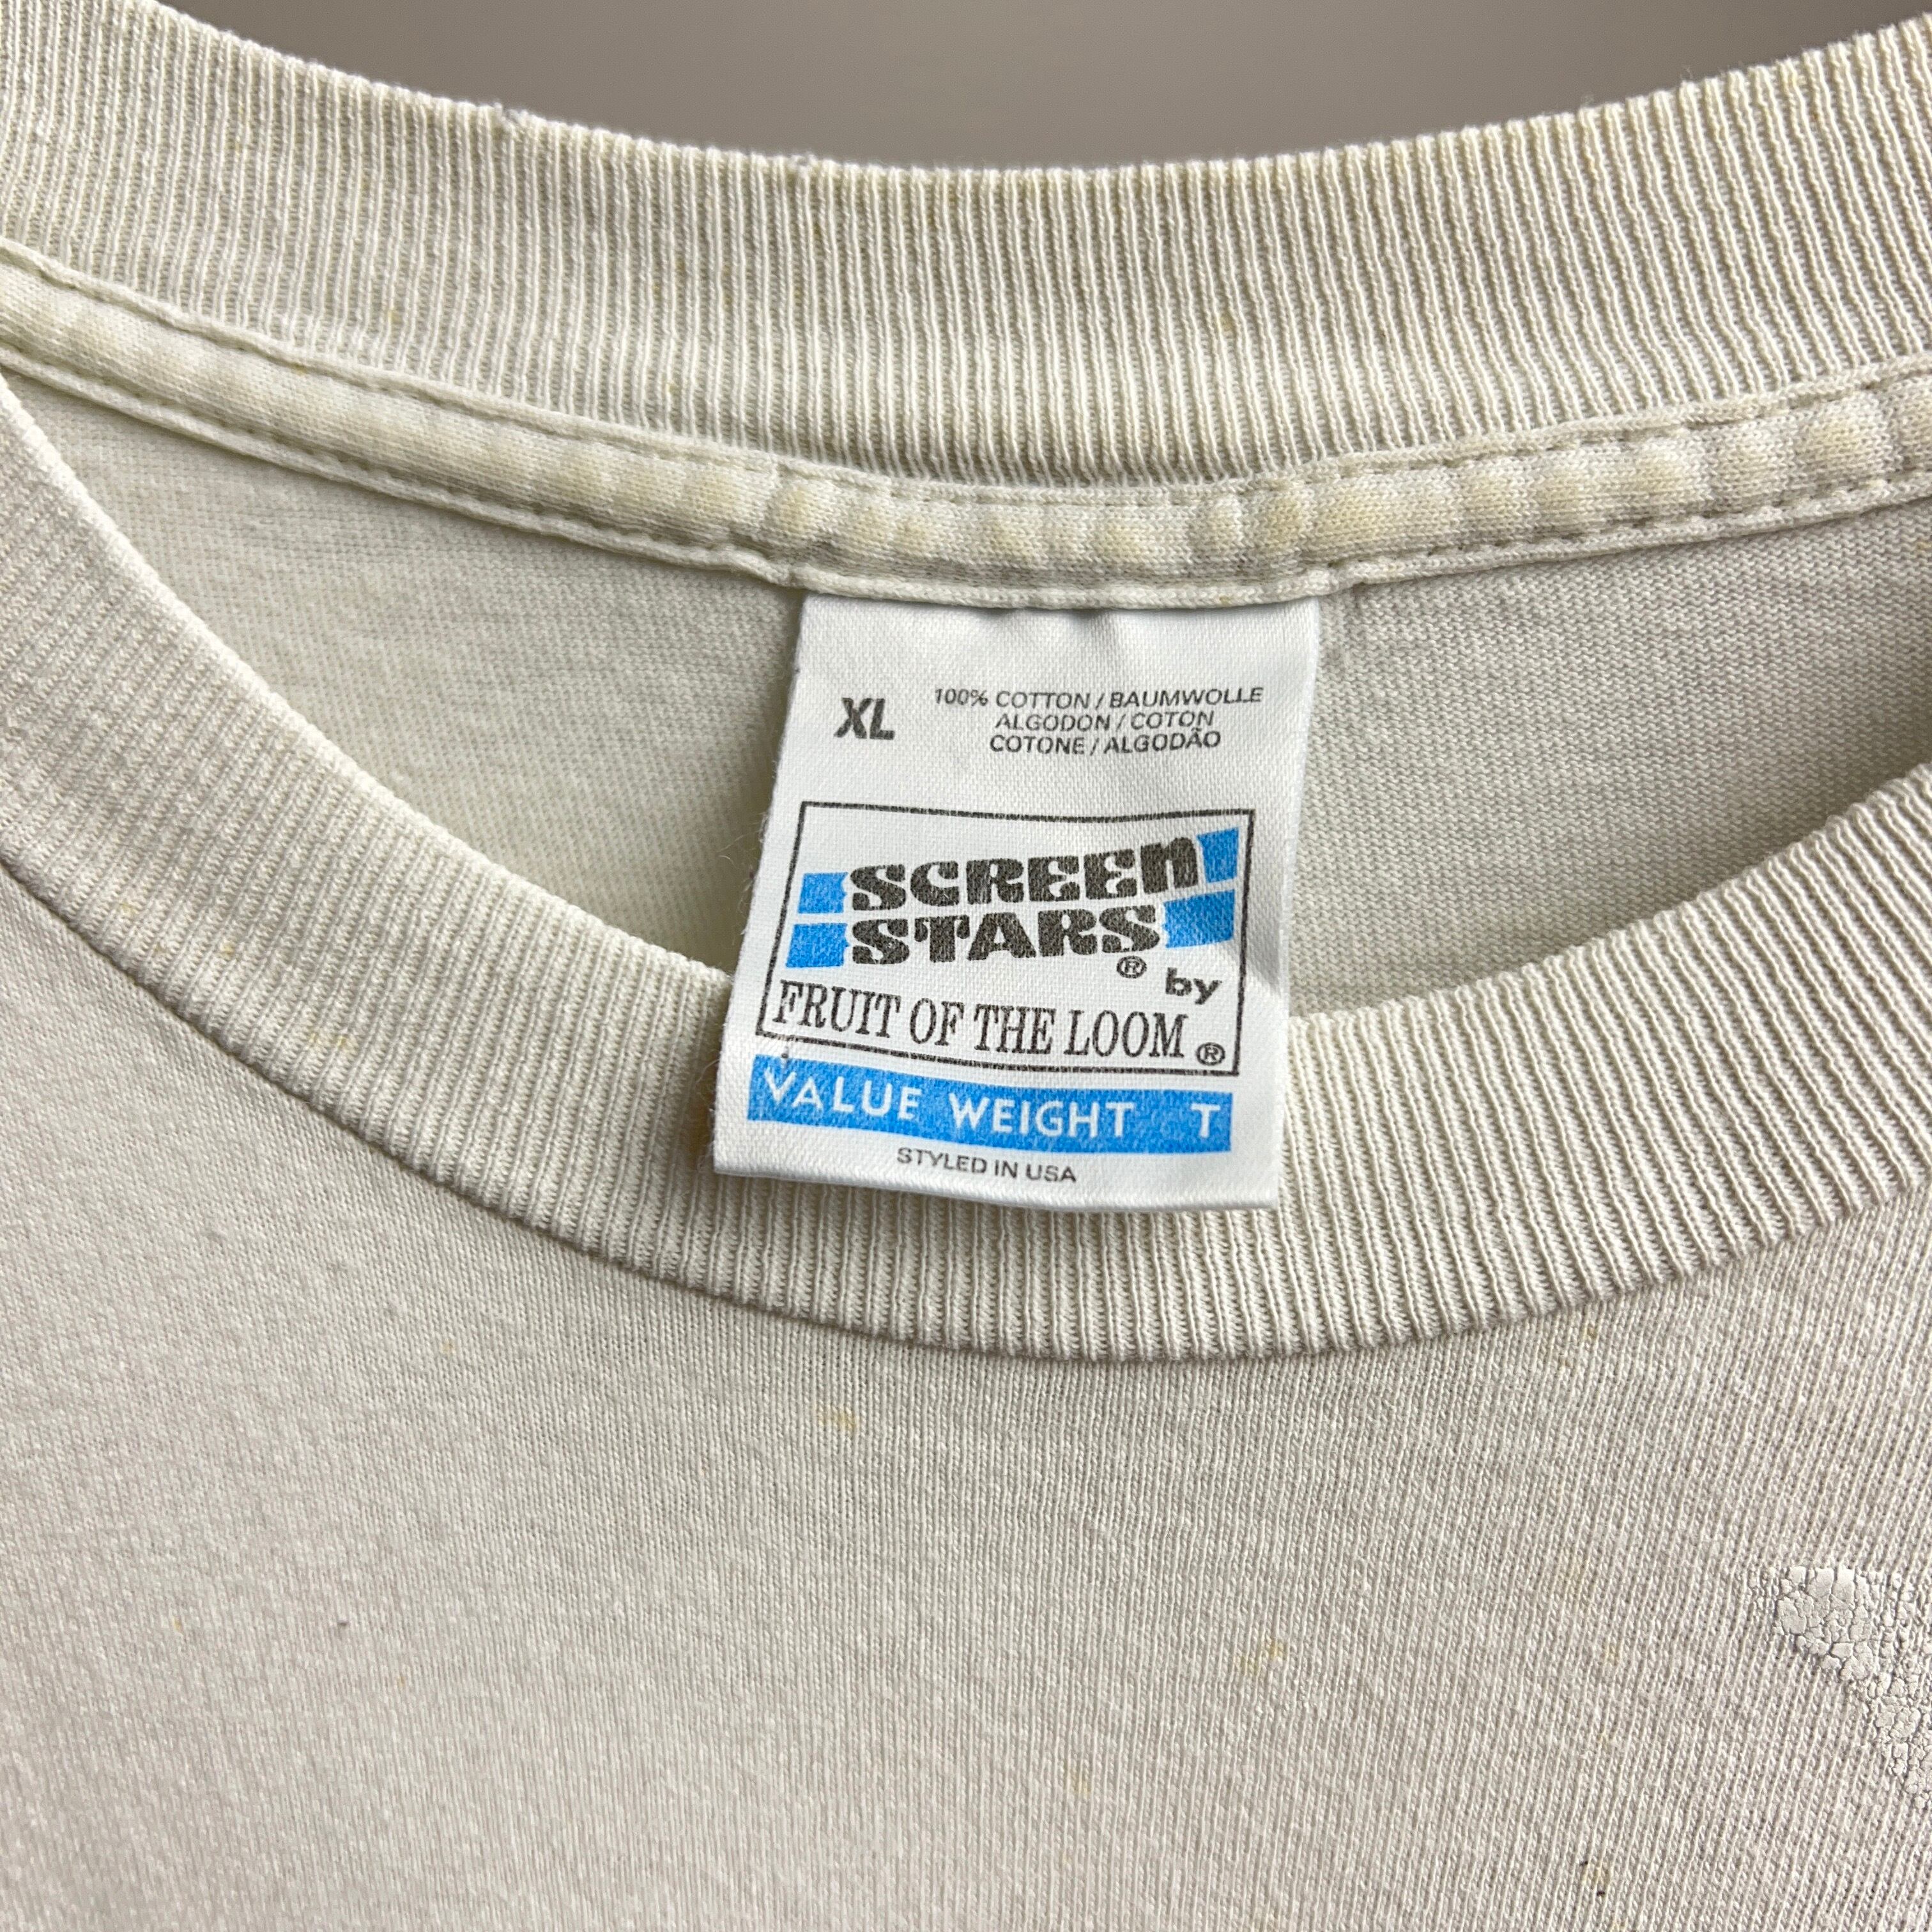 XL
100% COTTON / BAUMWOLLE
ALGODON / COTON
COTONE / ALGODÃO
SCREEN
STARS® by
FRUIT OF THE LOOM®
VALUE WEIGHT T
STYLED IN USA